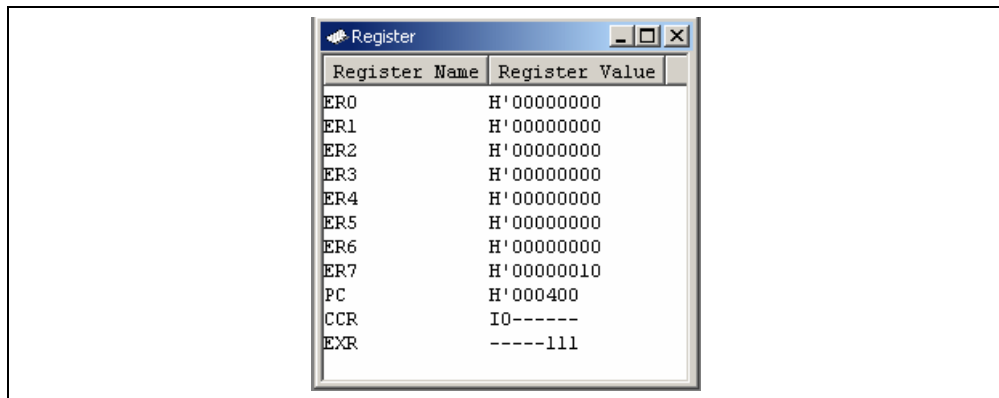 Register
Register Name Register Value
ER0 H'00000000
ER1 H'00000000
ER2 H'00000000
ER3 H'00000000
ER4 H'00000000
ER5 H'00000000
ER6 H'00000000
ER7 H'00000010
PC H'000400
CCR I0------
EXR -----111